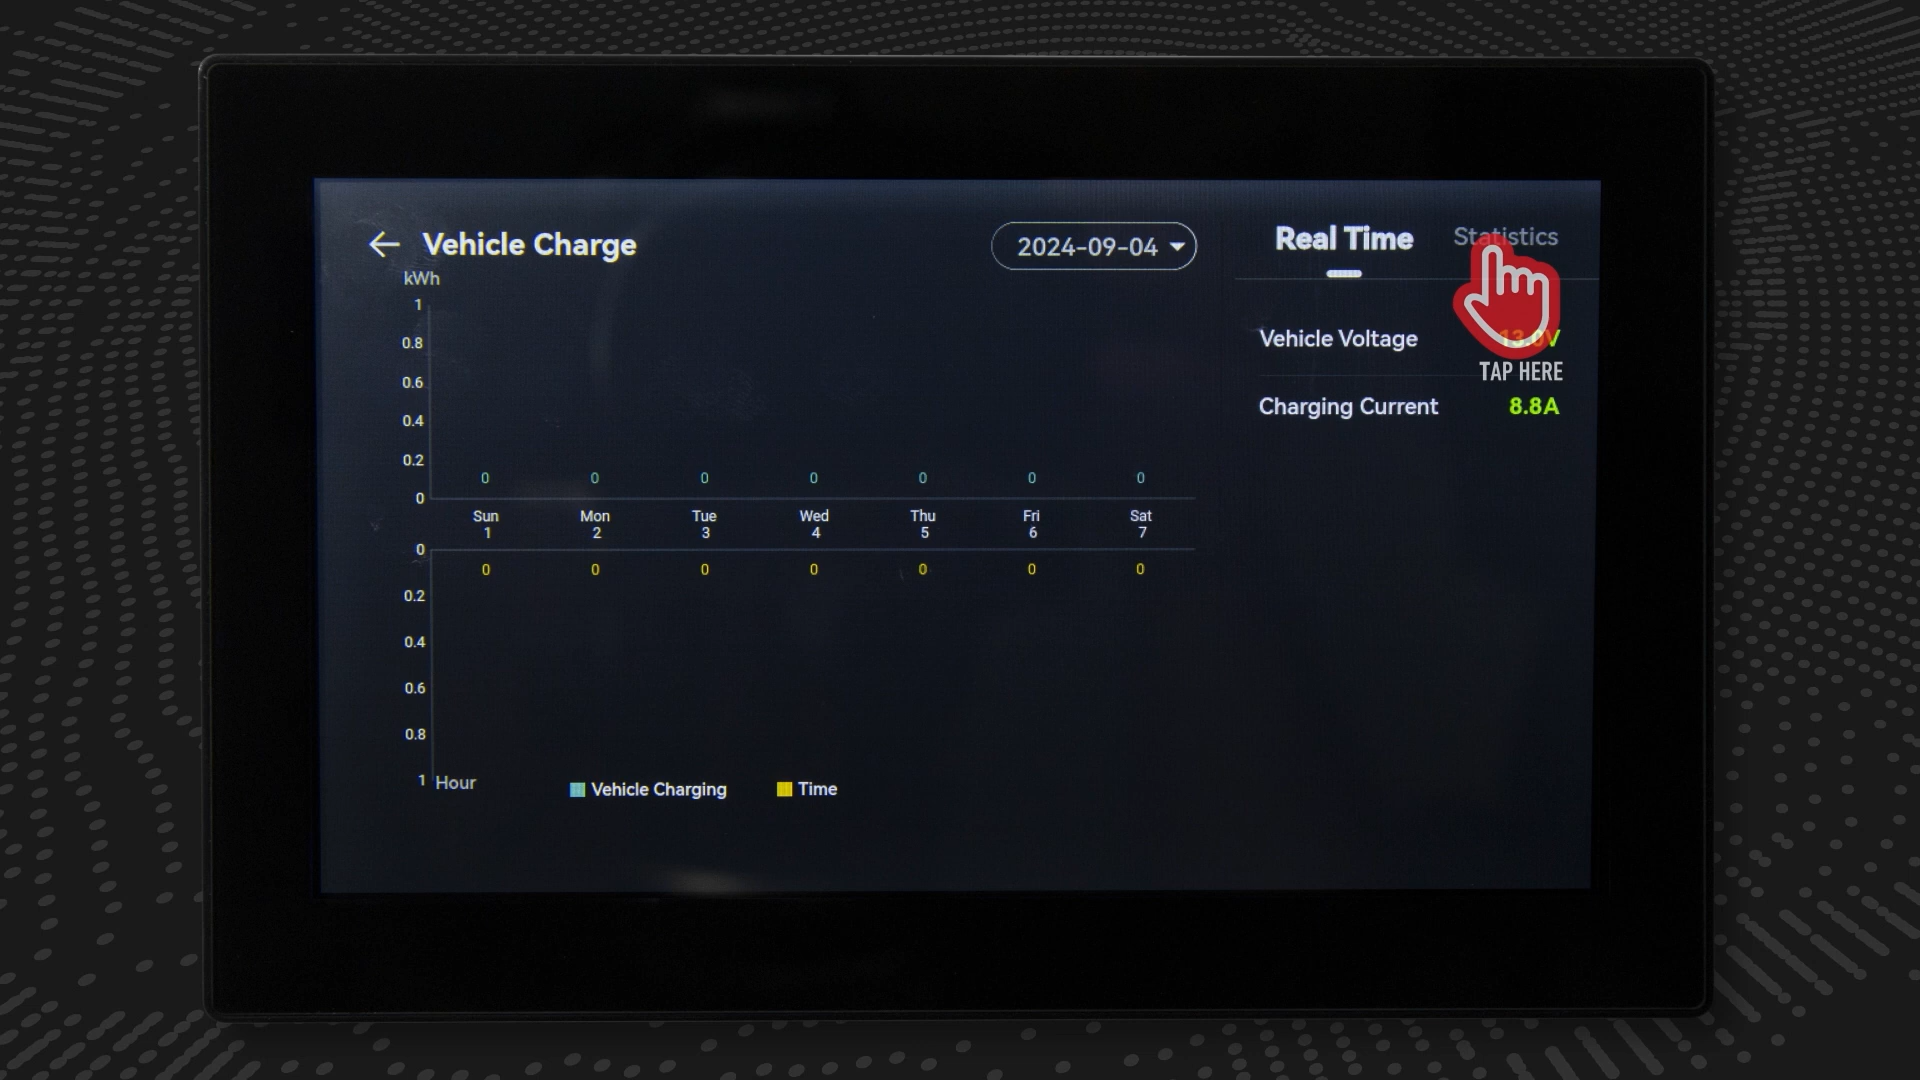 Vehicle Charge
2024-09-04
Real Time
Statistics
kWh
1
0.8
0.6
0.4
0.2
0
0 0 0 0 0 0 0
Sun Mon Tue Wed Thu Fri Sat
1 2 3 4 5 6 7
0
0 0 0 0 0 0 0
0.2
0.4
0.6
0.8
1 Hour
Vehicle Charging
Time
Vehicle Voltage 13.0V
TAP HERE
Charging Current 8.8A